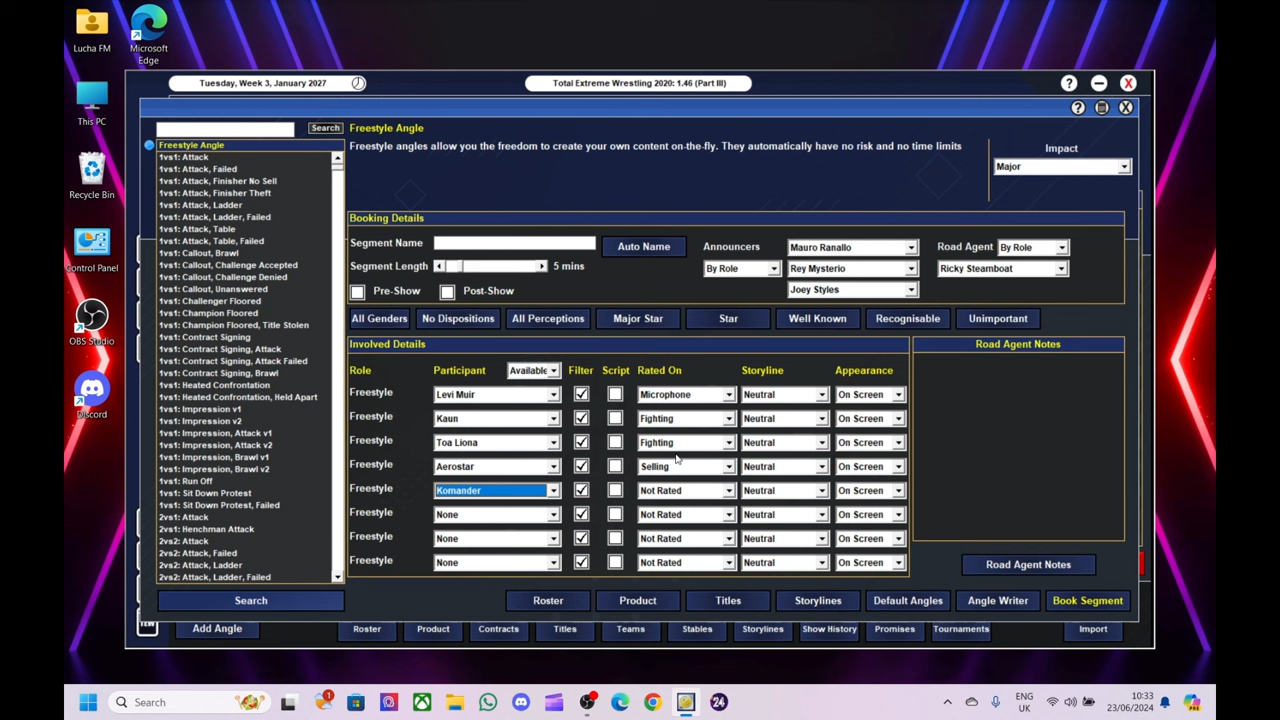 Lucha FM
Microsoft Edge
This PC
Recycle Bin
Control Panel
OBS Studio
Discord
Tuesday, Week 3, January 2027
Total Extreme Wrestling 2020: 1.46 (Part III)
? X
? X
Search
Freestyle Angle
1vs1: Attack
1vs1: Attack, Failed
1vs1: Attack, Finisher No Sell
1vs1: Attack, Finisher Theft
1vs1: Attack, Ladder
1vs1: Attack, Ladder, Failed
1vs1: Attack, Table
1vs1: Attack, Table, Failed
1vs1: Callout, Brawl
1vs1: Callout, Challenge Accepted
1vs1: Callout, Challenge Denied
1vs1: Callout, Unanswered
1vs1: Challenger Floored
1vs1: Champion Floored
1vs1: Champion Floored, Title Stolen
1vs1: Contract Signing
1vs1: Contract Signing, Attack
1vs1: Contract Signing, Attack Failed
1vs1: Contract Signing, Brawl
1vs1: Heated Confrontation
1vs1: Heated Confrontation, Held Apart
1vs1: Impression v1
1vs1: Impression v2
1vs1: Impression, Attack v1
1vs1: Impression, Attack v2
1vs1: Impression, Brawl v1
1vs1: Impression, Brawl v2
1vs1: Run Off
1vs1: Sit Down Protest
1vs1: Sit Down Protest, Failed
2vs1: Attack
2vs1: Henchman Attack
2vs2: Attack
2vs2: Attack, Failed
2vs2: Attack, Ladder
2vs2: Attack, Ladder, Failed
Search
Freestyle Angle
Freestyle angles allow you the freedom to create your own content on-the-fly. They automatically have no risk and no time limits
Impact
Major
Booking Details
Segment Name Auto Name Announcers Mauro Ranallo Road Agent By Role
Segment Length 5 mins By Role Rey Mysterio Ricky Steamboat
Pre-Show Post-Show Joey Styles
All Genders No Dispositions All Perceptions Major Star Star Well Known Recognisable Unimportant
Involved Details Road Agent Notes
Role Participant Available Filter Script Rated On Storyline Appearance
Freestyle Levi Muir Microphone Neutral On Screen
Freestyle Kaun Fighting Neutral On Screen
Freestyle Toa Liona Fighting Neutral On Screen
Freestyle Aerostar Selling Neutral On Screen
Freestyle Komander Not Rated Neutral On Screen
Freestyle None Not Rated Neutral On Screen
Freestyle None Not Rated Neutral On Screen
Freestyle None Not Rated Neutral On Screen
Road Agent Notes
Roster Product Titles Storylines Default Angles Angle Writer Book Segment
TEW Add Angle Roster Product Contracts Titles Teams Stables Storylines Show History Promises Tournaments Import
Search 1 24 ENG UK 10:33 23/06/2024